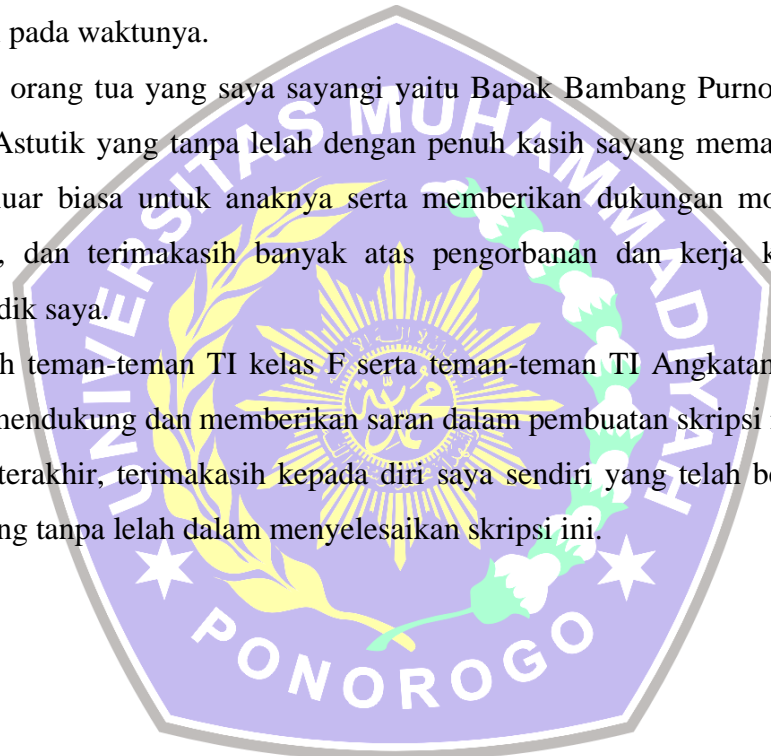 pada waktunya.
orang tua yang saya sayangi yaitu Bapak Bambang Purno
Astutik yang tanpa lelah dengan penuh kasih sayang mema
uar biasa untuk anaknya serta memberikan dukungan mo
, dan terimakasih banyak atas pengorbanan dan kerja k
dik saya.
h teman-teman TI kelas F serta teman-teman TI Angkatan
mendukung dan memberikan saran dalam pembuatan skripsi
terakhir, terimakasih kepada diri saya sendiri yang telah be
ng tanpa lelah dalam menyelesaikan skripsi ini.
UNIVERSITAS MUHAMMADIYAH
PONOROGO